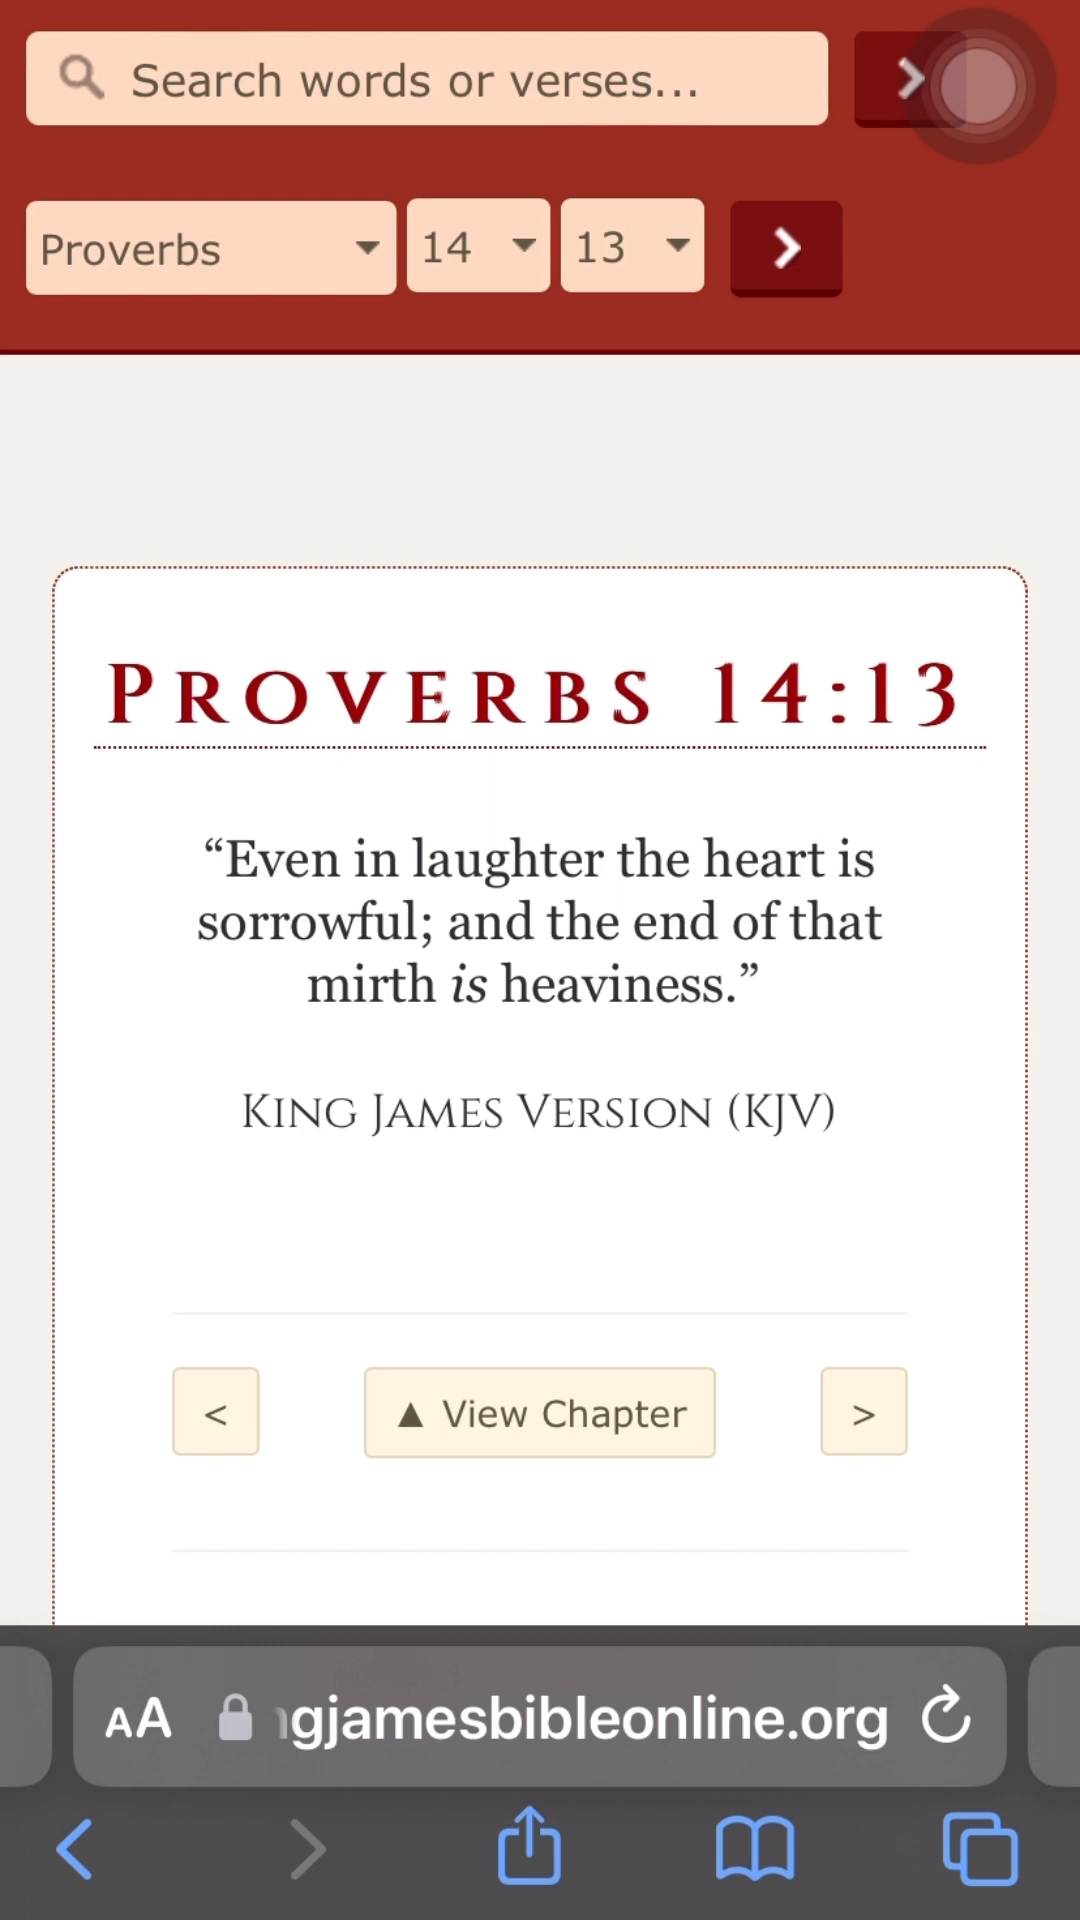 Search words or verses...
Proverbs 14 13
PROVERBS 14:13
“Even in laughter the heart is
sorrowful; and the end of that
mirth is heaviness.”
KING JAMES VERSION (KJV)
< ▲ View Chapter >
AA gjamesbibleonline.org